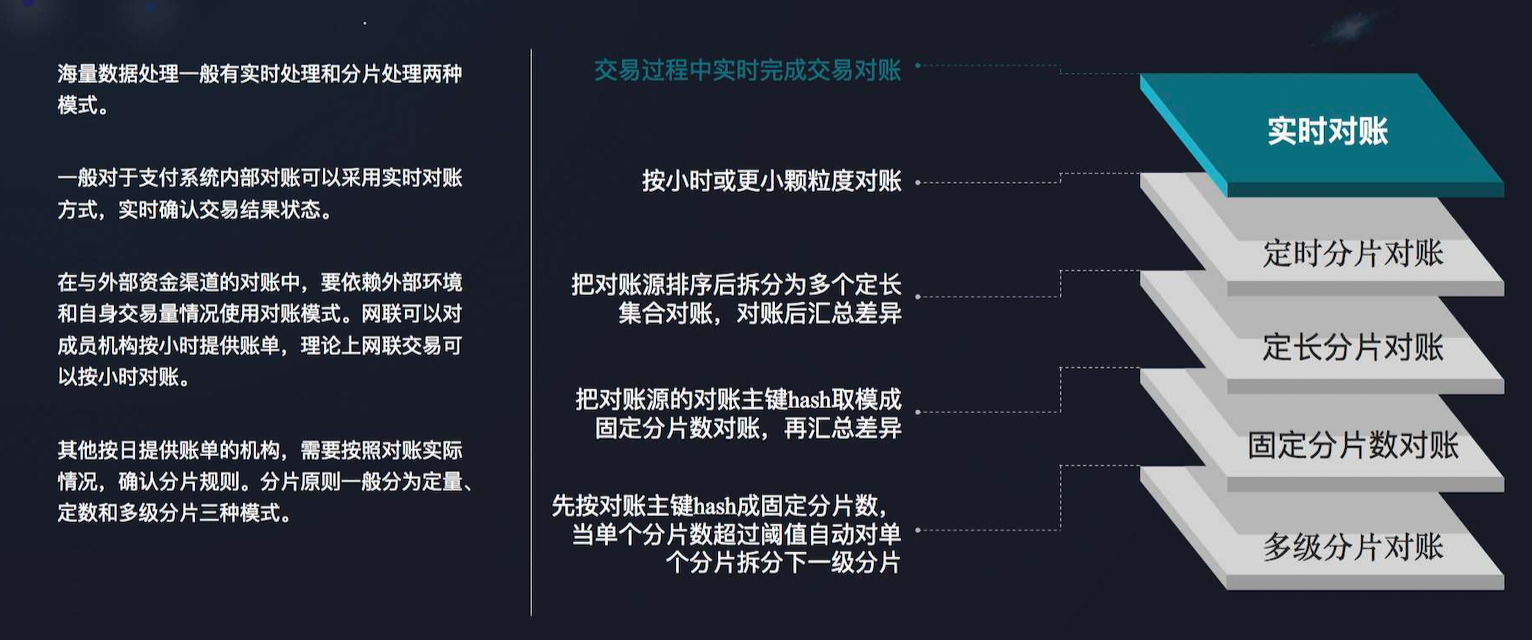 海量数据处理一般有实时处理和分片处理两种
模式。
一般对于支付系统内部对账可以采用实时对账
方式，实时确认交易结果状态。
在与外部资金渠道的对账中，要依赖外部环境
和自身交易量情况使用对账模式。网联可以对
成员机构按小时提供账单，理论上网联交易可
以按小时对账。
其他按日提供账单的机构，需要按照对账实际
情况，确认分片规则。分片原则一般分为定量、
定数和多级分片三种模式。
交易过程中实时完成交易对账
实时对账
按小时或更小颗粒度对账
定时分片对账
把对账源排序后拆分为多个定长
集合对账，对账后汇总差异
定长分片对账
把对账源的对账主键hash取模成
固定分片数对账，再汇总差异
固定分片数对账
先按对账主键hash成固定分片数，
当单个分片数超过阈值自动对单
个分片拆分下一级分片
多级分片对账